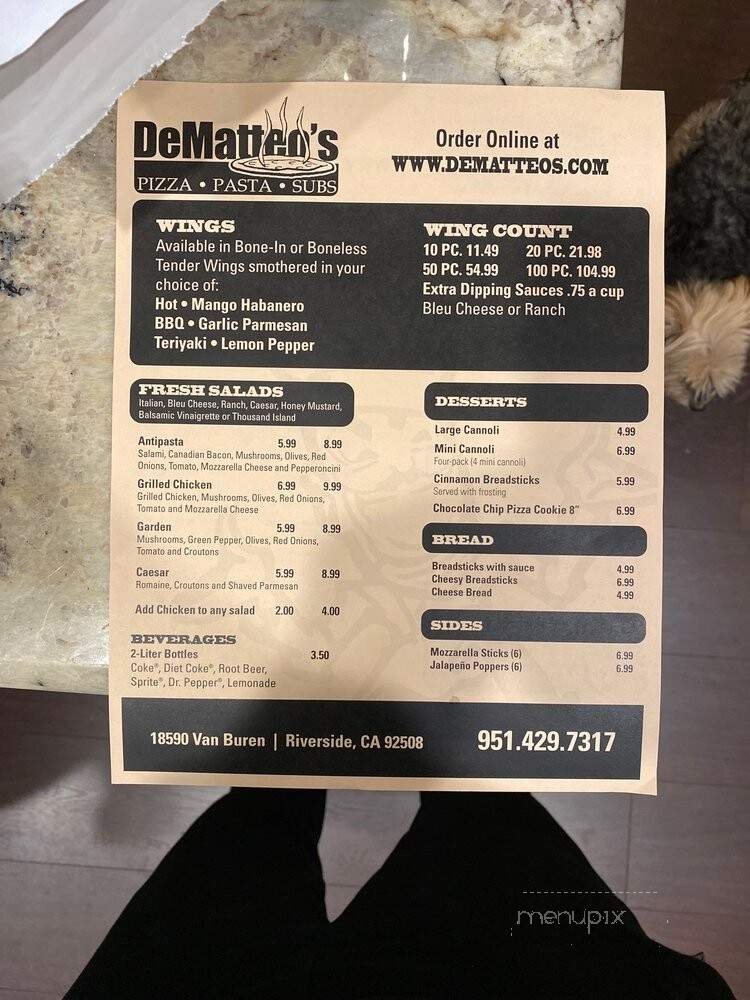 DeMatteo's
PIZZA • PASTA • SUBS
Order Online at
WWW.DEMATTEOS.COM
WINGS
Available in Bone-In or Boneless
Tender Wings smothered in your
choice of:
Hot • Mango Habanero
BBQ • Garlic Parmesan
Teriyaki • Lemon Pepper
WING COUNT
10 PC. 11.49 20 PC. 21.98
50 PC. 54.99 100 PC. 104.99
Extra Dipping Sauces .75 a cup
Bleu Cheese or Ranch
FRESH SALADS
Italian, Bleu Cheese, Ranch, Caesar, Honey Mustard,
Balsamic Vinaigrette or Thousand Island
Antipasta 5.99 8.99
Salami, Canadian Bacon, Mushrooms, Olives, Red
Onions, Tomato, Mozzarella Cheese and Pepperoncini
Grilled Chicken 6.99 9.99
Grilled Chicken, Mushrooms, Olives, Red Onions,
Tomato and Mozzarella Cheese
Garden 5.99 8.99
Mushrooms, Green Pepper, Olives, Red Onions,
Tomato and Croutons
Caesar 5.99 8.99
Romaine, Croutons and Shaved Parmesan
Add Chicken to any salad 2.00 4.00
BEVERAGES
2-Liter Bottles 3.50
Coke®, Diet Coke®, Root Beer,
Sprite®, Dr. Pepper®, Lemonade
DESSERTS
Large Cannoli 4.99
Mini Cannoli 6.99
Four-pack (4 mini cannoli)
Cinnamon Breadsticks 5.99
Served with frosting
Chocolate Chip Pizza Cookie 8" 6.99
BREAD
Breadsticks with sauce 4.99
Cheesy Breadsticks 6.99
Cheese Bread 4.99
SIDES
Mozzarella Sticks (6) 6.99
Jalapeño Poppers (6) 6.99
18590 Van Buren | Riverside, CA 92508 951.429.7317
menupix